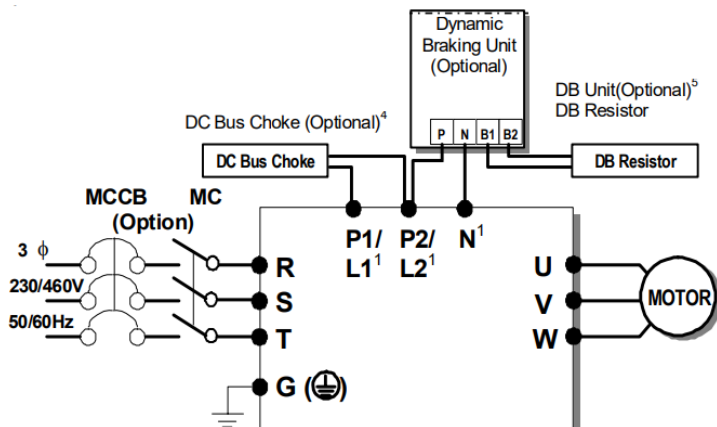 Dynamic
Braking Unit
(Optional)
P N B1 B2
DB Unit(Optional)5
DB Resistor
DC Bus Choke (Optional)4
DC Bus Choke
DB Resistor
MCCB
(Option)
MC
3 ϕ
230/460V
50/60Hz
R
S
T
G
P1/
L11
P2/
L21
N1
U
V
W
MOTOR